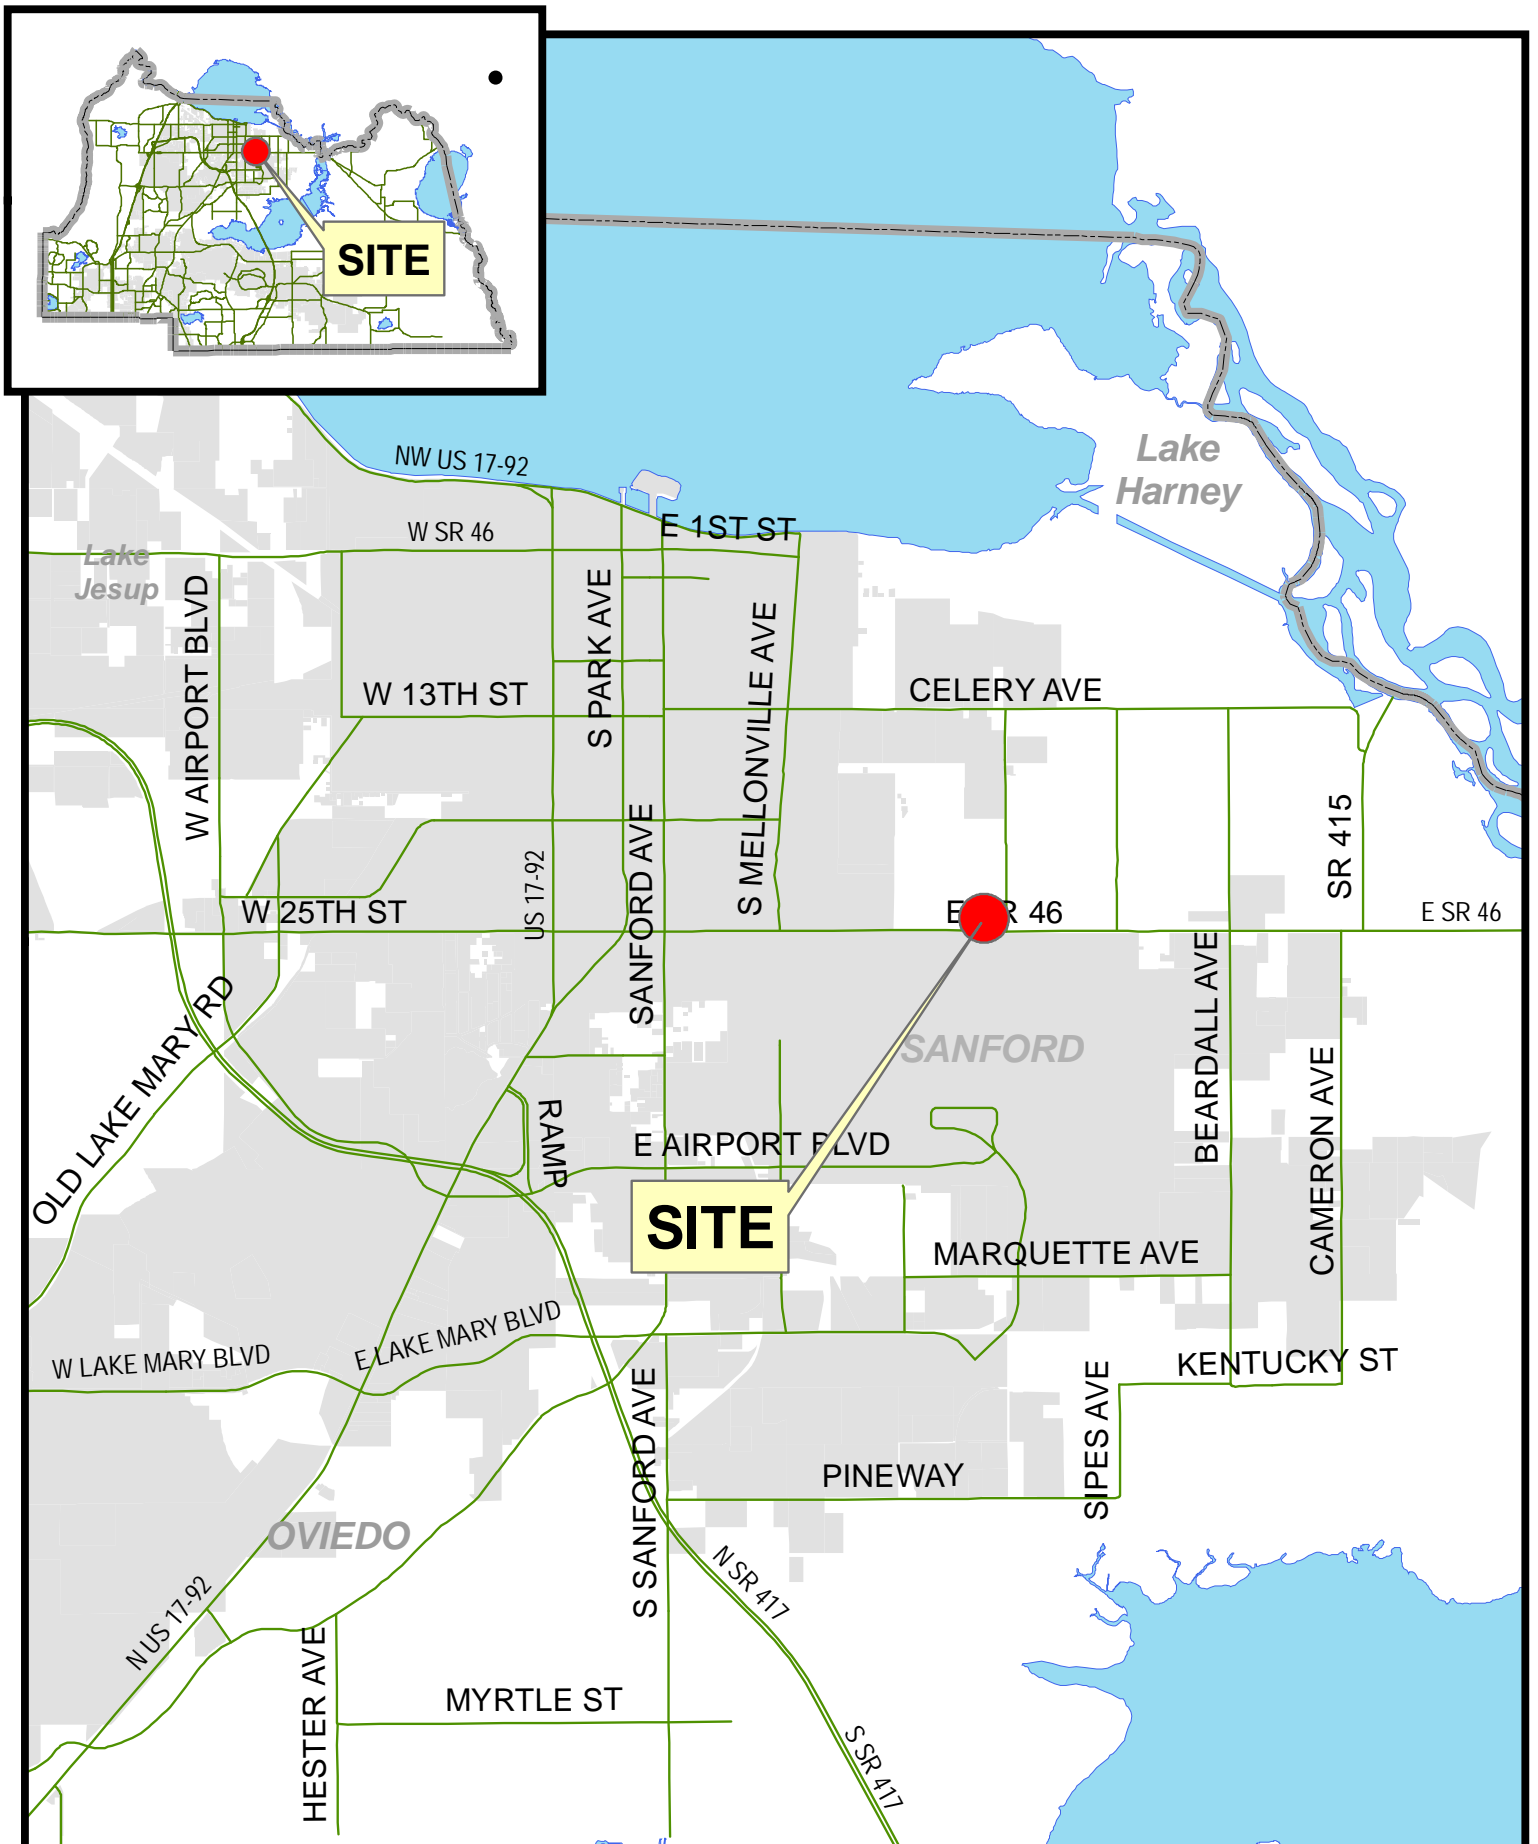 SITE
NW US 17-92
Lake
Harney
E 1ST ST
W SR 46
Lake
Jesup
W AIRPORT BLVD
S PARK AVE
S MELLONVILLE AVE
W 13TH ST
CELERY AVE
SR 415
SANFORD AVE
US 17-92
W 25TH ST
E SR 46
E SR 46
OLD LAKE MARY RD
BEARDALL AVE
SANFORD
CAMERON AVE
RAMP
E AIRPORT BLVD
SITE
MARQUETTE AVE
E LAKE MARY BLVD
W LAKE MARY BLVD
KENTUCKY ST
SIPES AVE
S SANFORD AVE
PINEWAY
OVIEDO
N SR 417
N US 17-92
HESTER AVE
MYRTLE ST
S SR 417